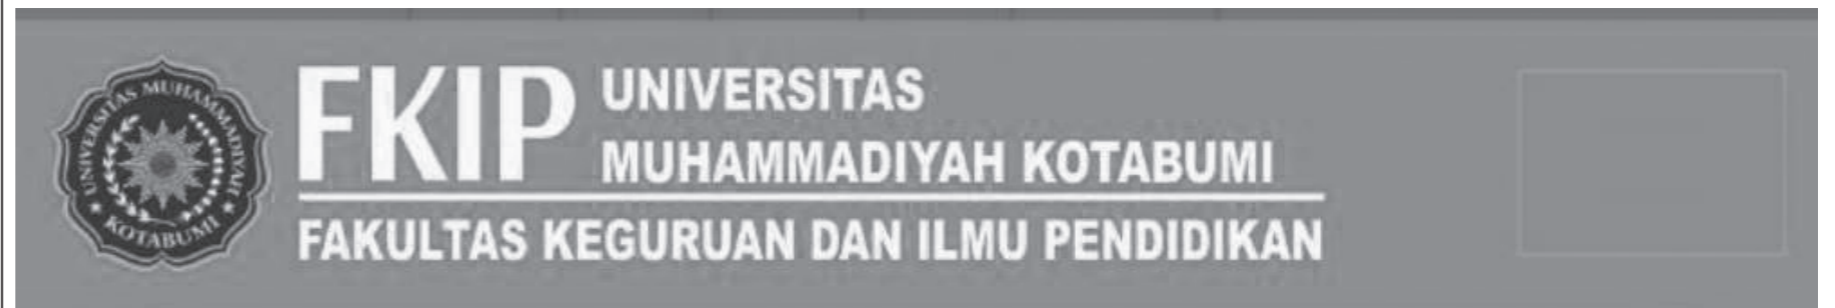 UNIVERSITAS MUHAMMADIYAH
KOTABUMI
FKIP UNIVERSITAS
MUHAMMADIYAH KOTABUMI
FAKULTAS KEGURUAN DAN ILMU PENDIDIKAN